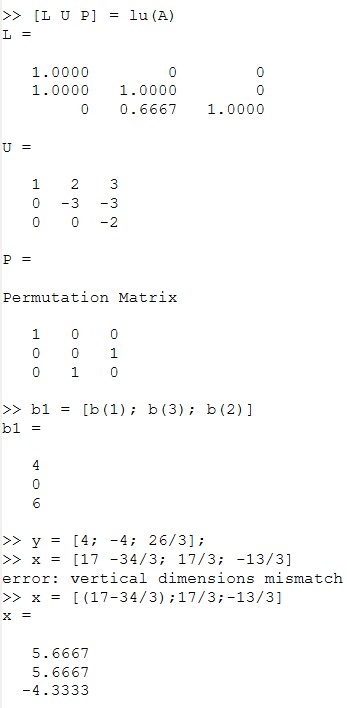 >> [L U P] = lu(A)
L =
1.0000 0 0
1.0000 1.0000 0
0 0.6667 1.0000
U =
1 2 3
0 -3 -3
0 0 -2
P =
Permutation Matrix
1 0 0
0 0 1
0 1 0
>> b1 = [b(1); b(3); b(2)]
b1 =
4
0
6
>> y = [4; -4; 26/3];
>> x = [17 -34/3; 17/3; -13/3]
error: vertical dimensions mismatch
>> x = [(17-34/3);17/3;-13/3]
x =
5.6667
5.6667
-4.3333